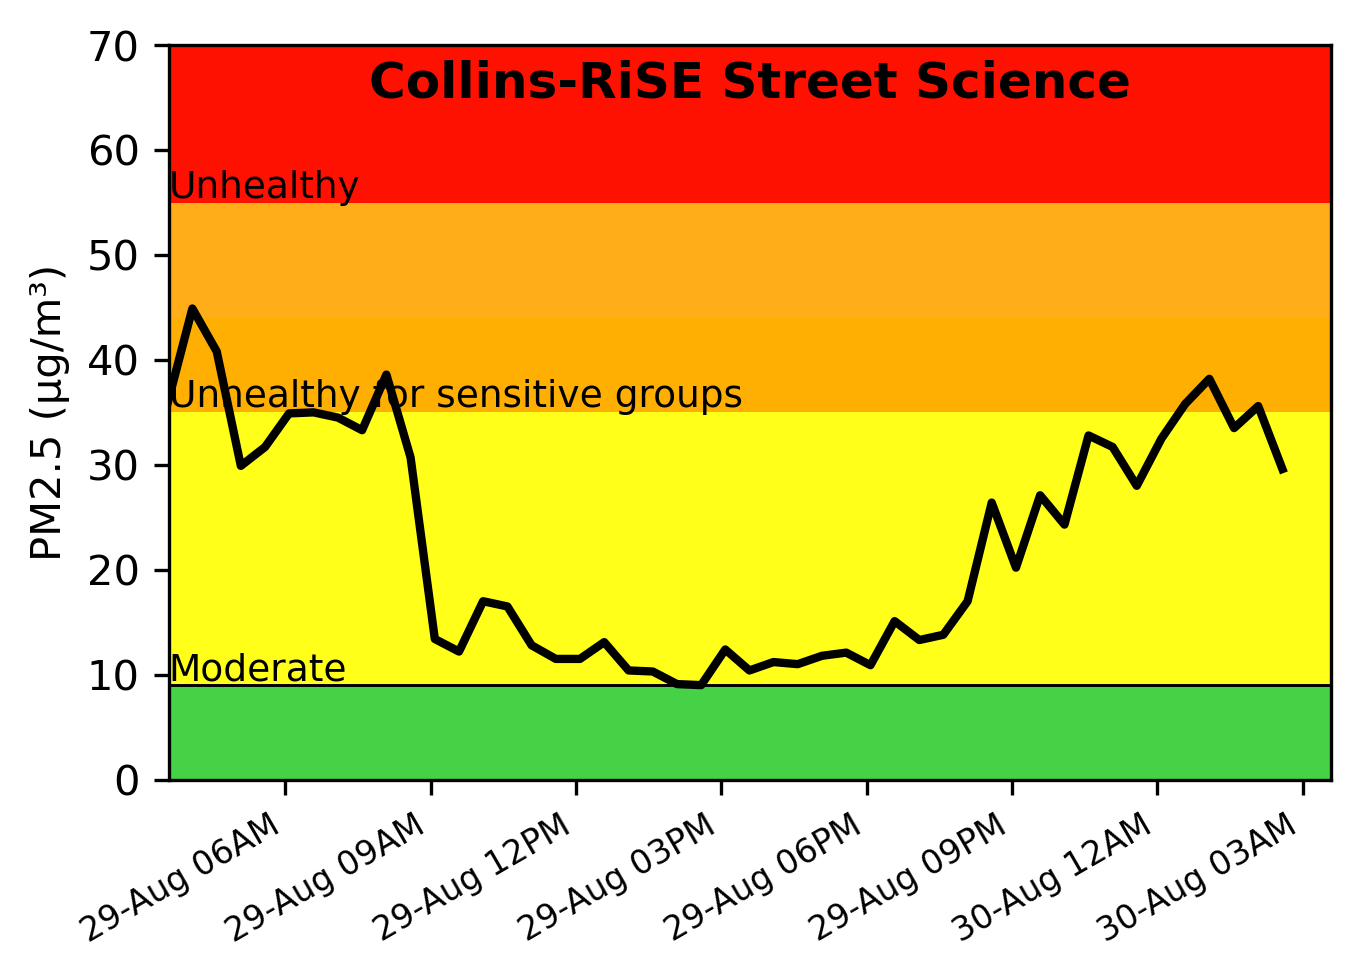 Collins-RiSE Street Science
70
60
50
40
30
20
10
0
PM2.5 (µg/m³)
Unhealthy
Unhealthy for sensitive groups
Moderate
29-Aug 06AM
29-Aug 09AM
29-Aug 12PM
29-Aug 03PM
29-Aug 06PM
29-Aug 09PM
30-Aug 12AM
30-Aug 03AM